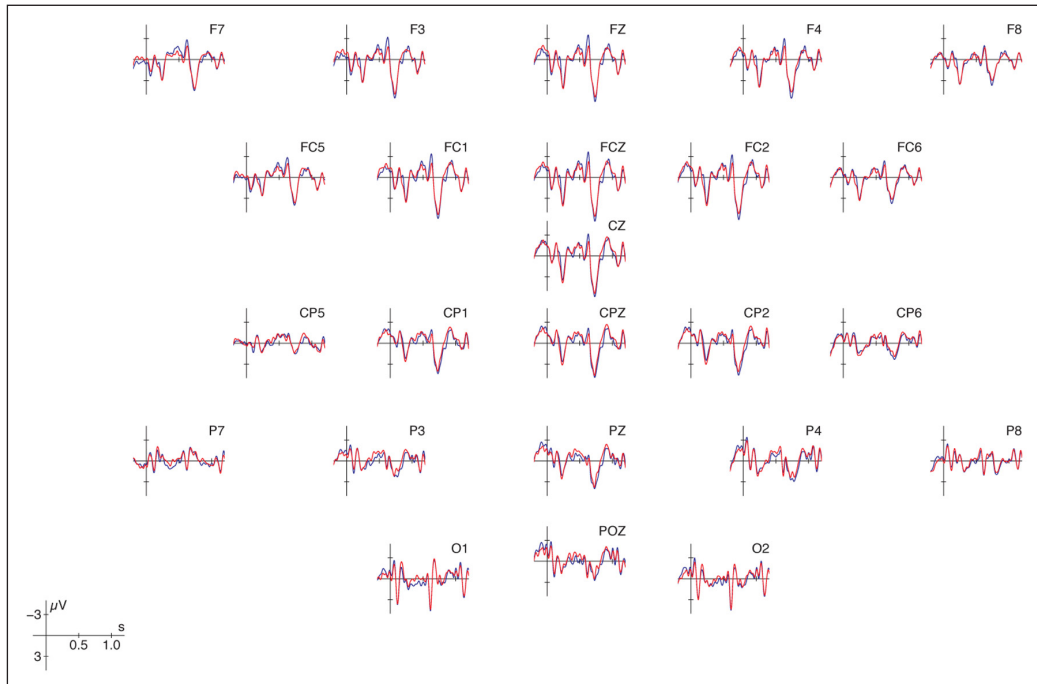 F7 F3 FZ F4 F8
FC5 FC1 FCZ FC2 FC6
CZ
CP5 CP1 CPZ CP2 CP6
P7 P3 PZ P4 P8
POZ
O1 O2
μV
−3
s
0.5 1.0
3